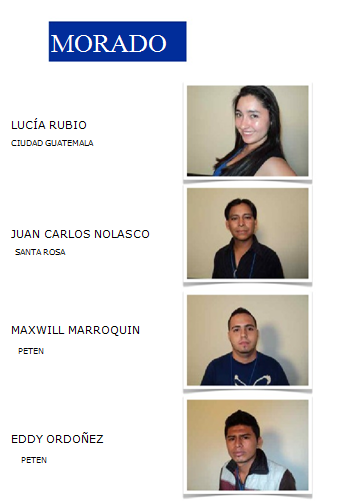 MORADO
LUCÍA RUBIO
CIUDAD GUATEMALA
JUAN CARLOS NOLASCO
SANTA ROSA
MAXWILL MARROQUIN
PETEN
EDDY ORDOÑEZ
PETEN